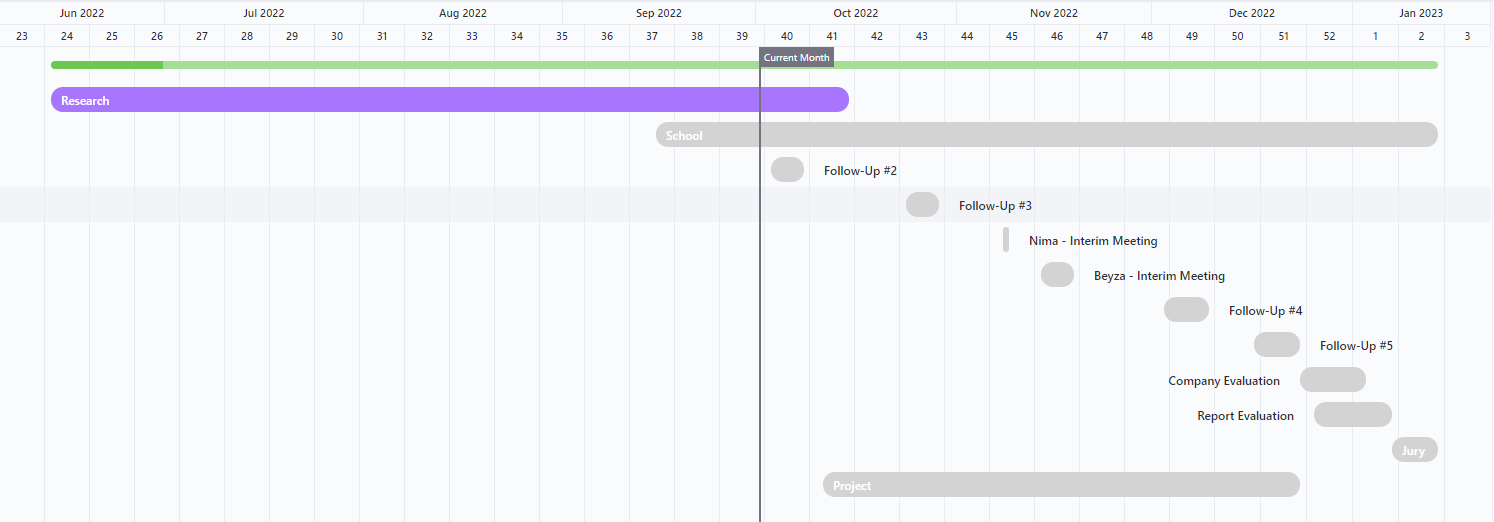 Jun 2022 Jul 2022 Aug 2022 Sep 2022 Oct 2022 Nov 2022 Dec 2022 Jan 2023
23 24 25 26 27 28 29 30 31 32 33 34 35 36 37 38 39 40 41 42 43 44 45 46 47 48 49 50 51 52 1 2 3
Current Month
Research
School
Follow-Up #2
Follow-Up #3
Nima - Interim Meeting
Beyza - Interim Meeting
Follow-Up #4
Follow-Up #5
Company Evaluation
Report Evaluation
Jury
Project